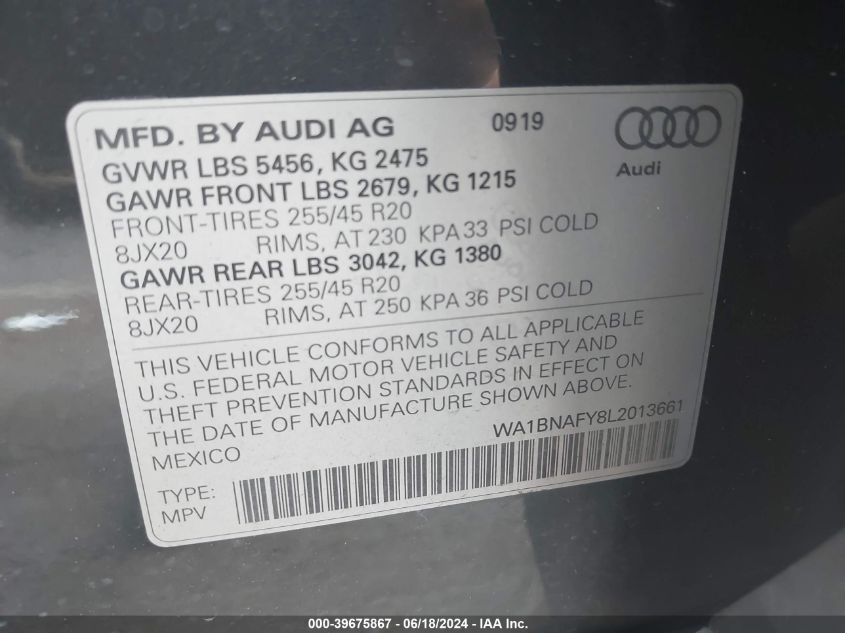 MFD. BY AUDI AG 0919
Audi
GVWR LBS 5456, KG 2475
GAWR FRONT LBS 2679, KG 1215
FRONT-TIRES 255/45 R20
8JX20 RIMS, AT 230 KPA 33 PSI COLD
GAWR REAR LBS 3042, KG 1380
REAR-TIRES 255/45 R20
8JX20 RIMS, AT 250 KPA 36 PSI COLD
THIS VEHICLE CONFORMS TO ALL APPLICABLE
U.S. FEDERAL MOTOR VEHICLE SAFETY AND
THEFT PREVENTION STANDARDS IN EFFECT ON
THE DATE OF MANUFACTURE SHOWN ABOVE.
MEXICO WA1BNAFY8L2013661
TYPE:
MPV
000-39675867 - 06/18/2024 - IAA Inc.